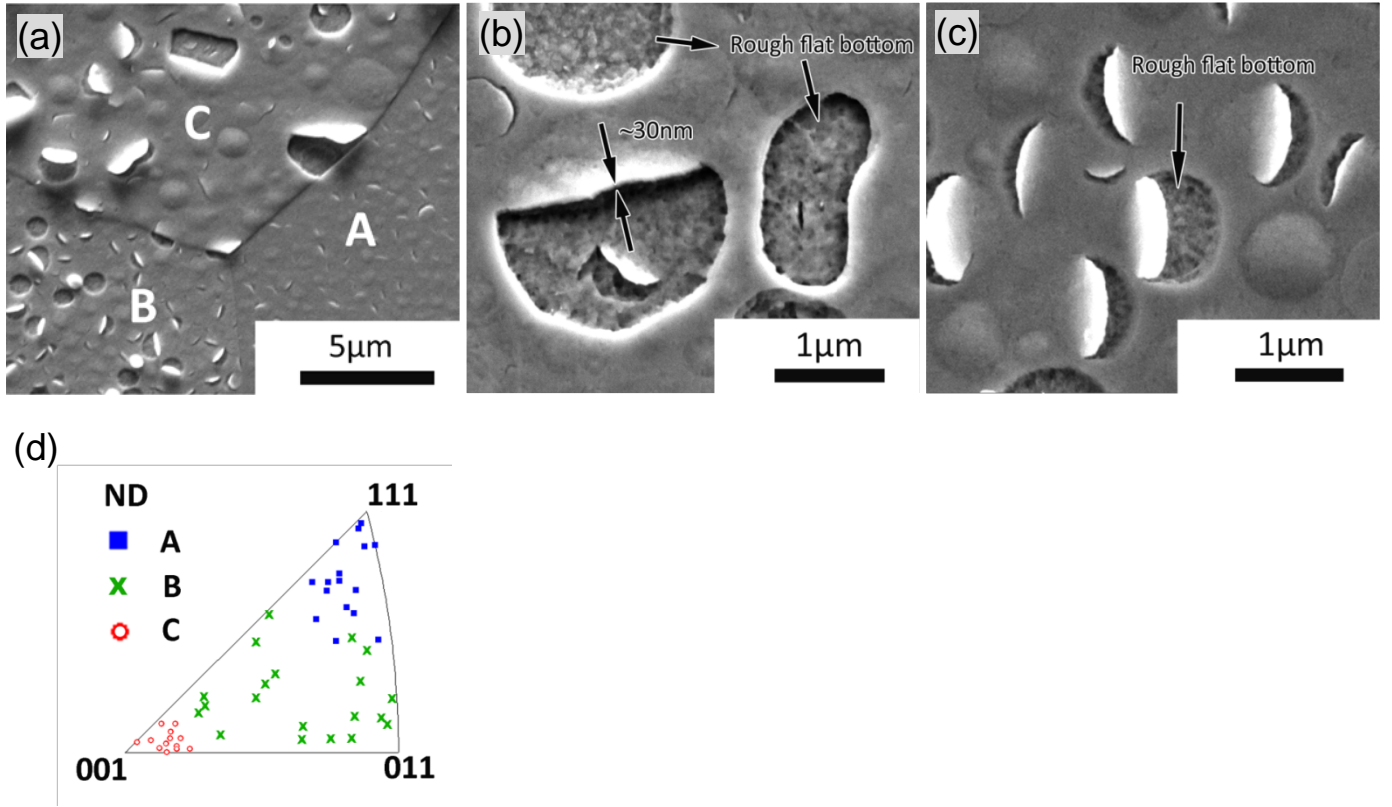 (a)
C
A
B
5μm
(b)
Rough flat bottom
~30nm
1μm
(c)
Rough flat bottom
1μm
(d)
ND
111
A
B
C
001
011